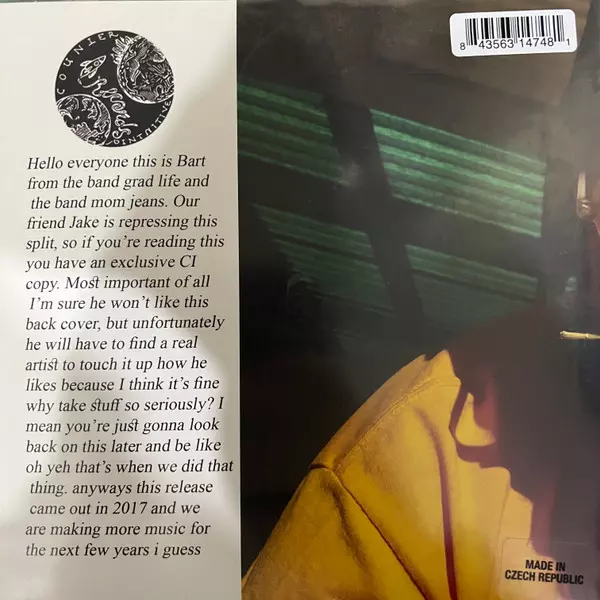 COUNTER
INTUITIVE
Records
8 43563 14748 1
Hello everyone this is Bart
from the band grad life and
the band mom jeans. Our
friend Jake is repressing this
split, so if you're reading this
you have an exclusive CI
copy. Most important of all
I'm sure he won't like this
back cover, but unfortunately
he will have to find a real
artist to touch it up how he
likes because I think it's fine
why take stuff so seriously? I
mean you're just gonna look
back on this later and be like
oh yeh that's when we did that
thing. anyways this release
came out in 2017 and we
are making more music for
the next few years i guess
MADE IN
CZECH REPUBLIC